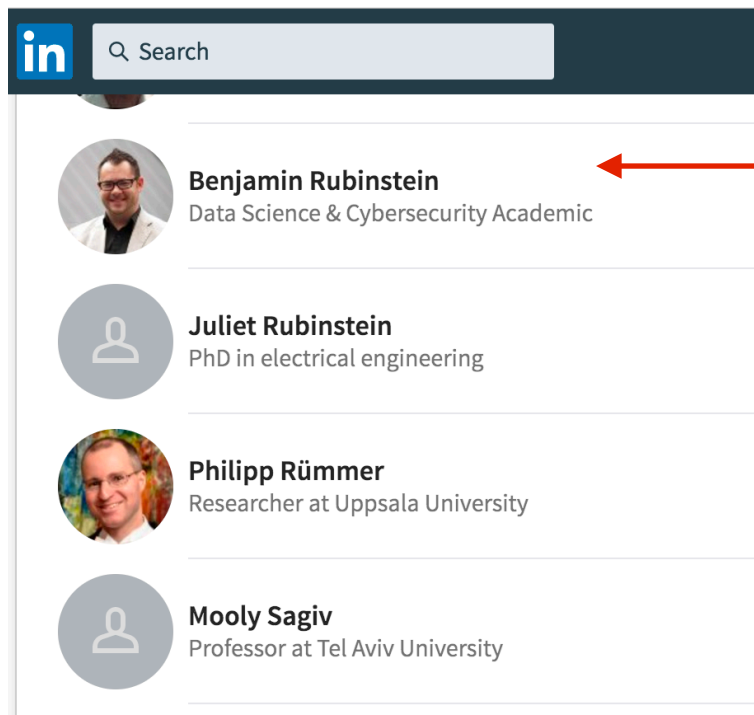 in
Search
Benjamin Rubinstein
Data Science & Cybersecurity Academic
Juliet Rubinstein
PhD in electrical engineering
Philipp Rümmer
Researcher at Uppsala University
Mooly Sagiv
Professor at Tel Aviv University